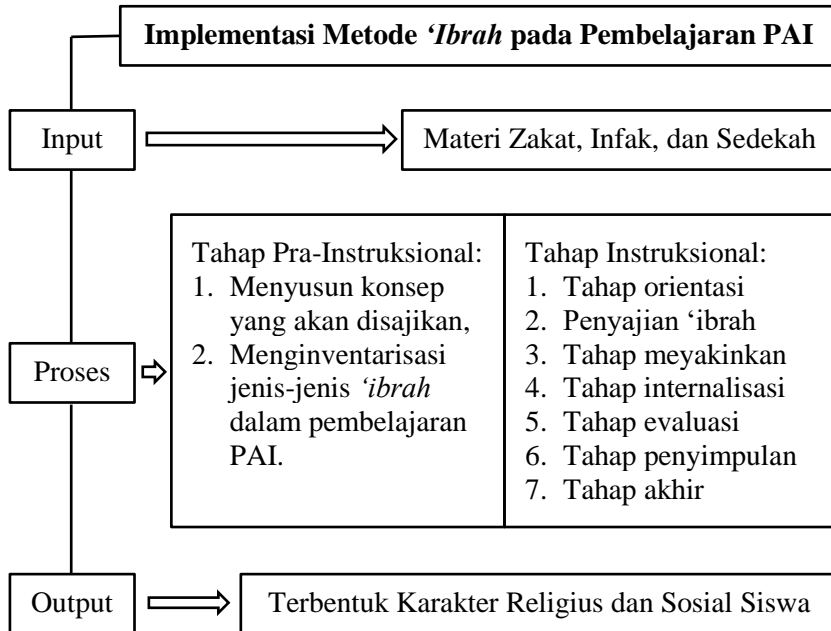 Implementasi Metode ‘Ibrah pada Pembelajaran PAI
Input
Materi Zakat, Infak, dan Sedekah
Proses
Tahap Pra-Instruksional:
1. Menyusun konsep
yang akan disajikan,
2. Menginventarisasi
jenis-jenis ‘ibrah
dalam pembelajaran
PAI.
Tahap Instruksional:
1. Tahap orientasi
2. Penyajian ‘ibrah
3. Tahap meyakinkan
4. Tahap internalisasi
5. Tahap evaluasi
6. Tahap penyimpulan
7. Tahap akhir
Output
Terbentuk Karakter Religius dan Sosial Siswa